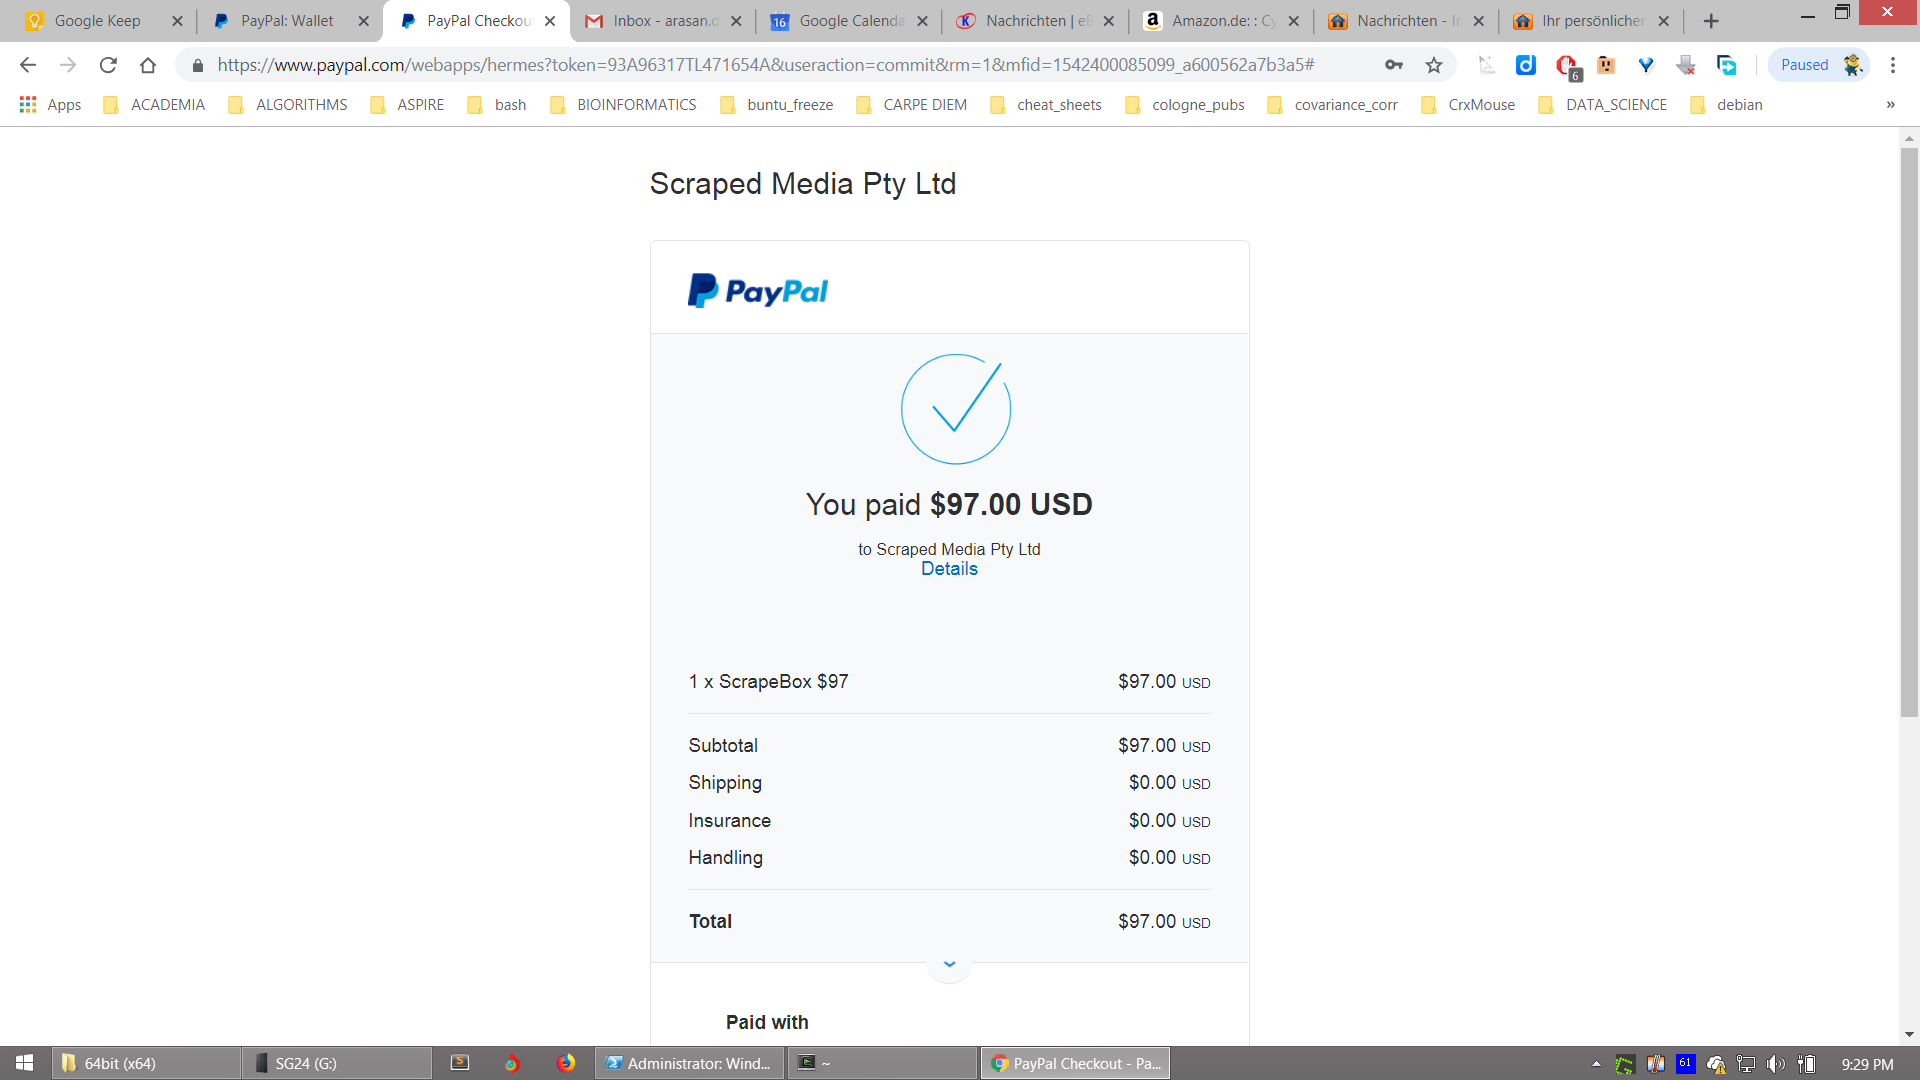 Google Keep
PayPal: Wallet
PayPal Checkou
Inbox - arasan.d
Google Calenda
Nachrichten | eB
Amazon.de: : Cy
Nachrichten - In
Ihr persönlicher
https://www.paypal.com/webapps/hermes?token=93A96317TL471654A&useraction=commit&rm=1&mfid=1542400085099_a600562a7b3a5#
6
Paused
Apps
ACADEMIA
ALGORITHMS
ASPIRE
bash
BIOINFORMATICS
buntu_freeze
CARPE DIEM
cheat_sheets
cologne_pubs
covariance_corr
CrxMouse
DATA_SCIENCE
debian
»
Scraped Media Pty Ltd
PayPal
You paid $97.00 USD
to Scraped Media Pty Ltd
Details
1 x ScrapeBox $97 $97.00 USD
Subtotal $97.00 USD
Shipping $0.00 USD
Insurance $0.00 USD
Handling $0.00 USD
Total $97.00 USD
Paid with
64bit (x64)
SG24 (G:)
Administrator: Wind...
~
PayPal Checkout - Pa...
61
9:29 PM